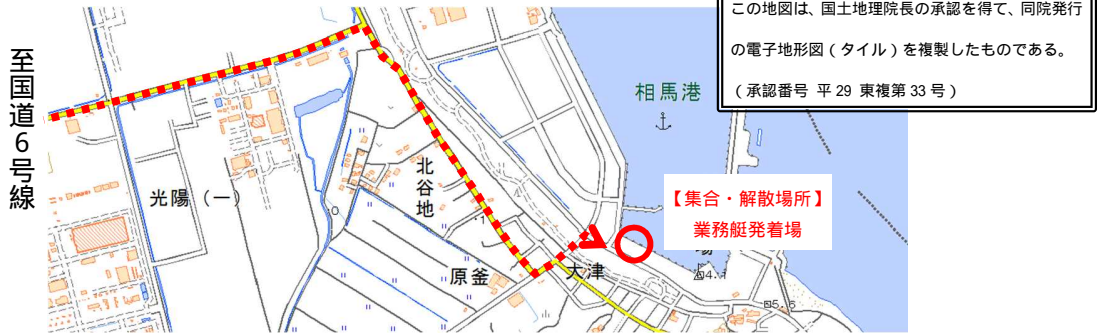 この地図は、国土地理院長の承認を得て、同院発行
の電子地形図(タイル)を複製したものである。
(承認番号 平 29 東複第 33 号)
至国道6号線
相馬港
北谷地
光陽(一)
【集合・解散場所】
業務艇発着場
原釜
大津
場